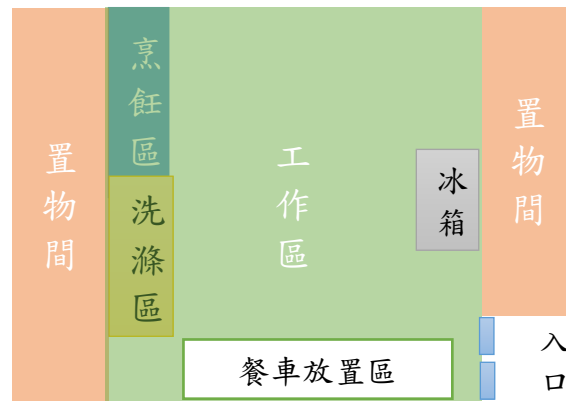 置物間
烹飪區
洗滌區
工作區
冰箱
置物間
餐車放置區
入口